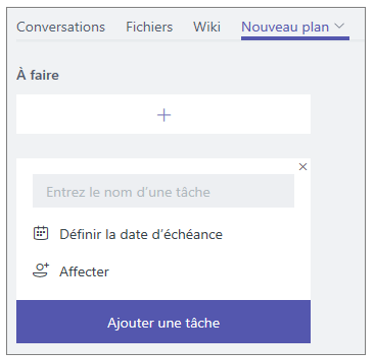 Conversations Fichiers Wiki Nouveau plan
À faire
Entrez le nom d'une tâche
Définir la date d'échéance
Affecter
Ajouter une tâche